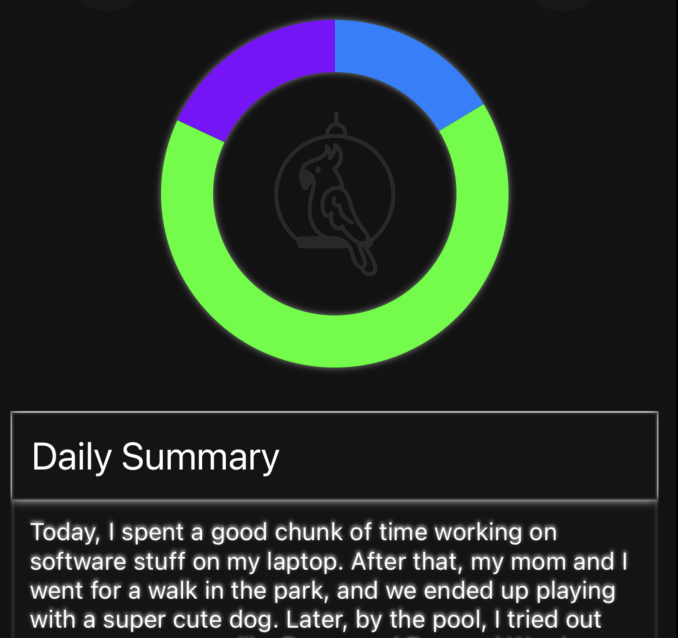 Daily Summary
Today, I spent a good chunk of time working on
software stuff on my laptop. After that, my mom and I
went for a walk in the park, and we ended up playing
with a super cute dog. Later, by the pool, I tried out